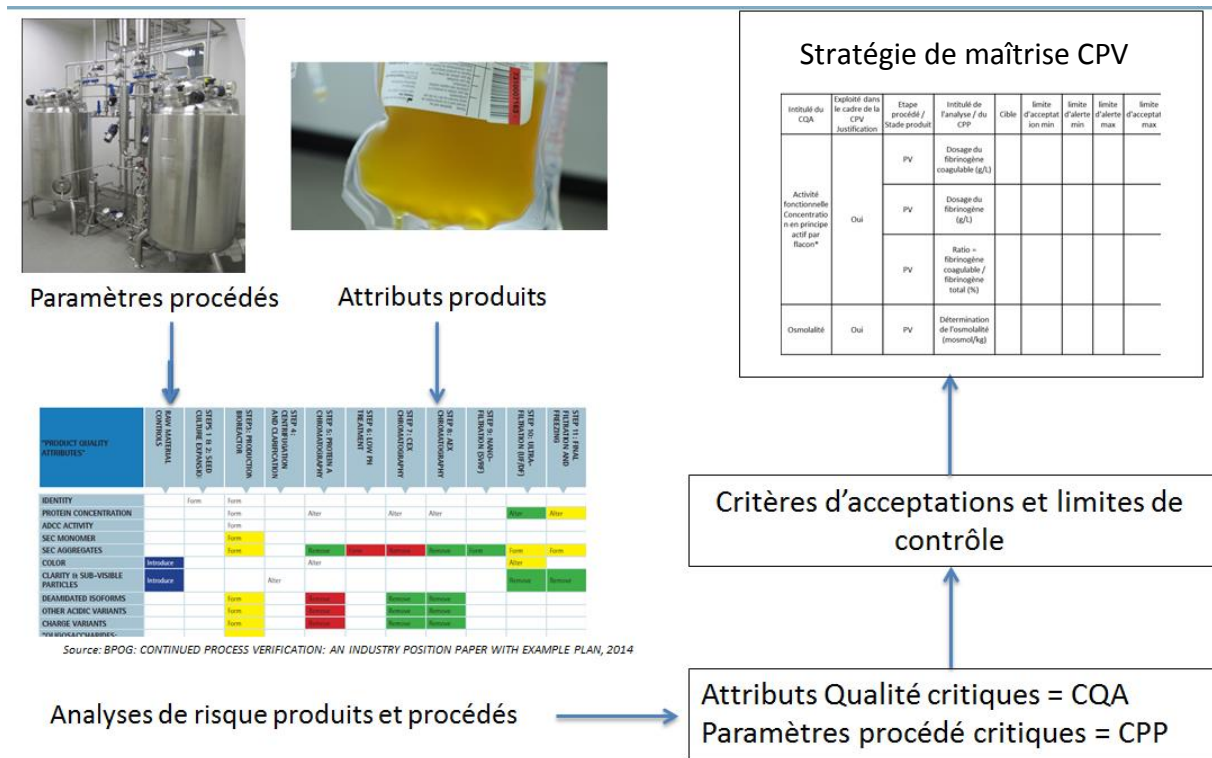 Stratégie de maîtrise CPV
Intitulé du CQA
Exploité dans le cadre de la CPV Justification
Etape procédé / Stade produit
Intitulé de l'analyse / du CPP
Cible
limite d'acceptat ion min
limite d'alerte min
limite d'alerte max
limite d'acceptat max
Activité fonctionnelle Concentratio n en principe actif par flacon*
Oui
PV
Dosage du fibrinogène coagulable (g/L)
PV
Dosage du fibrinogène (g/L)
PV
Ratio = fibrinogène coagulable / fibrinogène total (%)
Osmolalité
Oui
PV
Détermination de l'osmolalité (mosmol/kg)
Paramètres procédés
Attributs produits
"PRODUCT QUALITY ATTRIBUTES"
RAW MATERIAL CONTROLS
STEPS 1 & 2: SEED CULTURE EXPANSIO
STEP3: PRODUCTION BIOREACTOR
STEP 4: CENTRIFUGATION AND CLARIFICATION
STEP 5: PROTEIN A CHROMATOGRAPHY
STEP 6: LOW PH TREATMENT
STEP 7: CEX CHROMATOGRAPHY
STEP 8: AEX CHROMATOGRAPHY
STEP 9: NANO-FILTRATION (SVRF)
STEP 10: ULTRA-FILTRATION (UF/DF)
STEP 11: FINAL FILTRATION AND FREEZING
IDENTITY Form Form
PROTEIN CONCENTRATION Form Alter Alter Alter Alter Alter
ADCC ACTIVITY Form
SEC MONOMER Form
SEC AGGREGATES Form Remove Form Remove Remove Form Form Form
COLOR Introduce Alter Alter
CLARITY & SUB-VISIBLE PARTICLES Introduce Alter Remove Remove
DEAMIDATED ISOFORMS Form Remove Remove Remove
OTHER ACIDIC VARIANTS Form Remove Remove Remove
CHARGE VARIANTS Form Remove Remove Remove
"OLIGOSACCHARIDES:
Source: BPOG: CONTINUED PROCESS VERIFICATION: AN INDUSTRY POSITION PAPER WITH EXAMPLE PLAN, 2014
Critères d'acceptations et limites de
contrôle
Analyses de risque produits et procédés
Attributs Qualité critiques = CQA
Paramètres procédé critiques = CPP